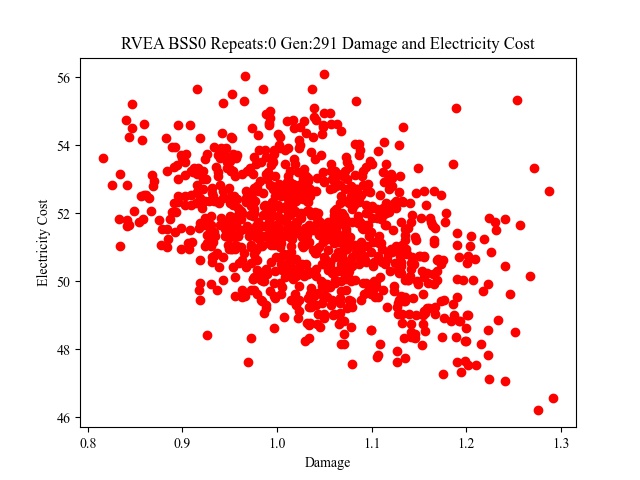 RVEA BSS0 Repeats:0 Gen:291 Damage and Electricity Cost
56
54
52
50
48
46
Electricity Cost
0.8 0.9 1.0 1.1 1.2 1.3
Damage